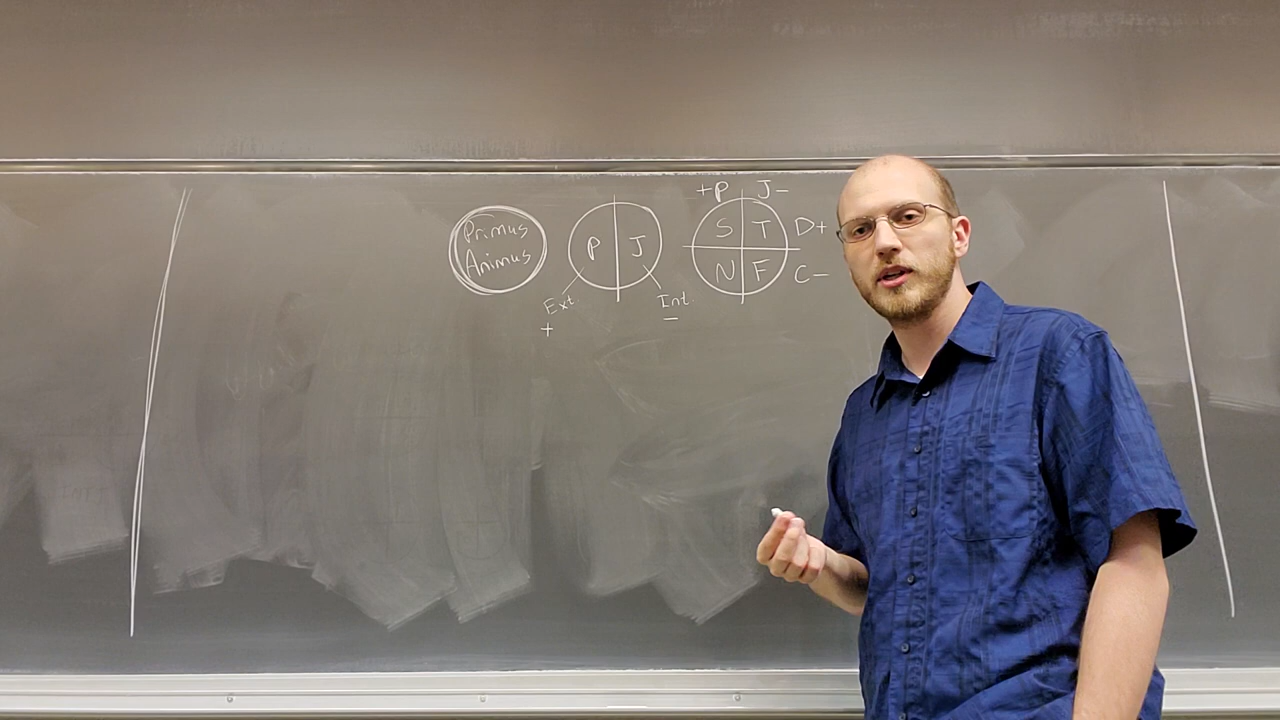 Primus
Animus
P J
Ext.
+
Int.
−
+P J−
S T D+
N F C−